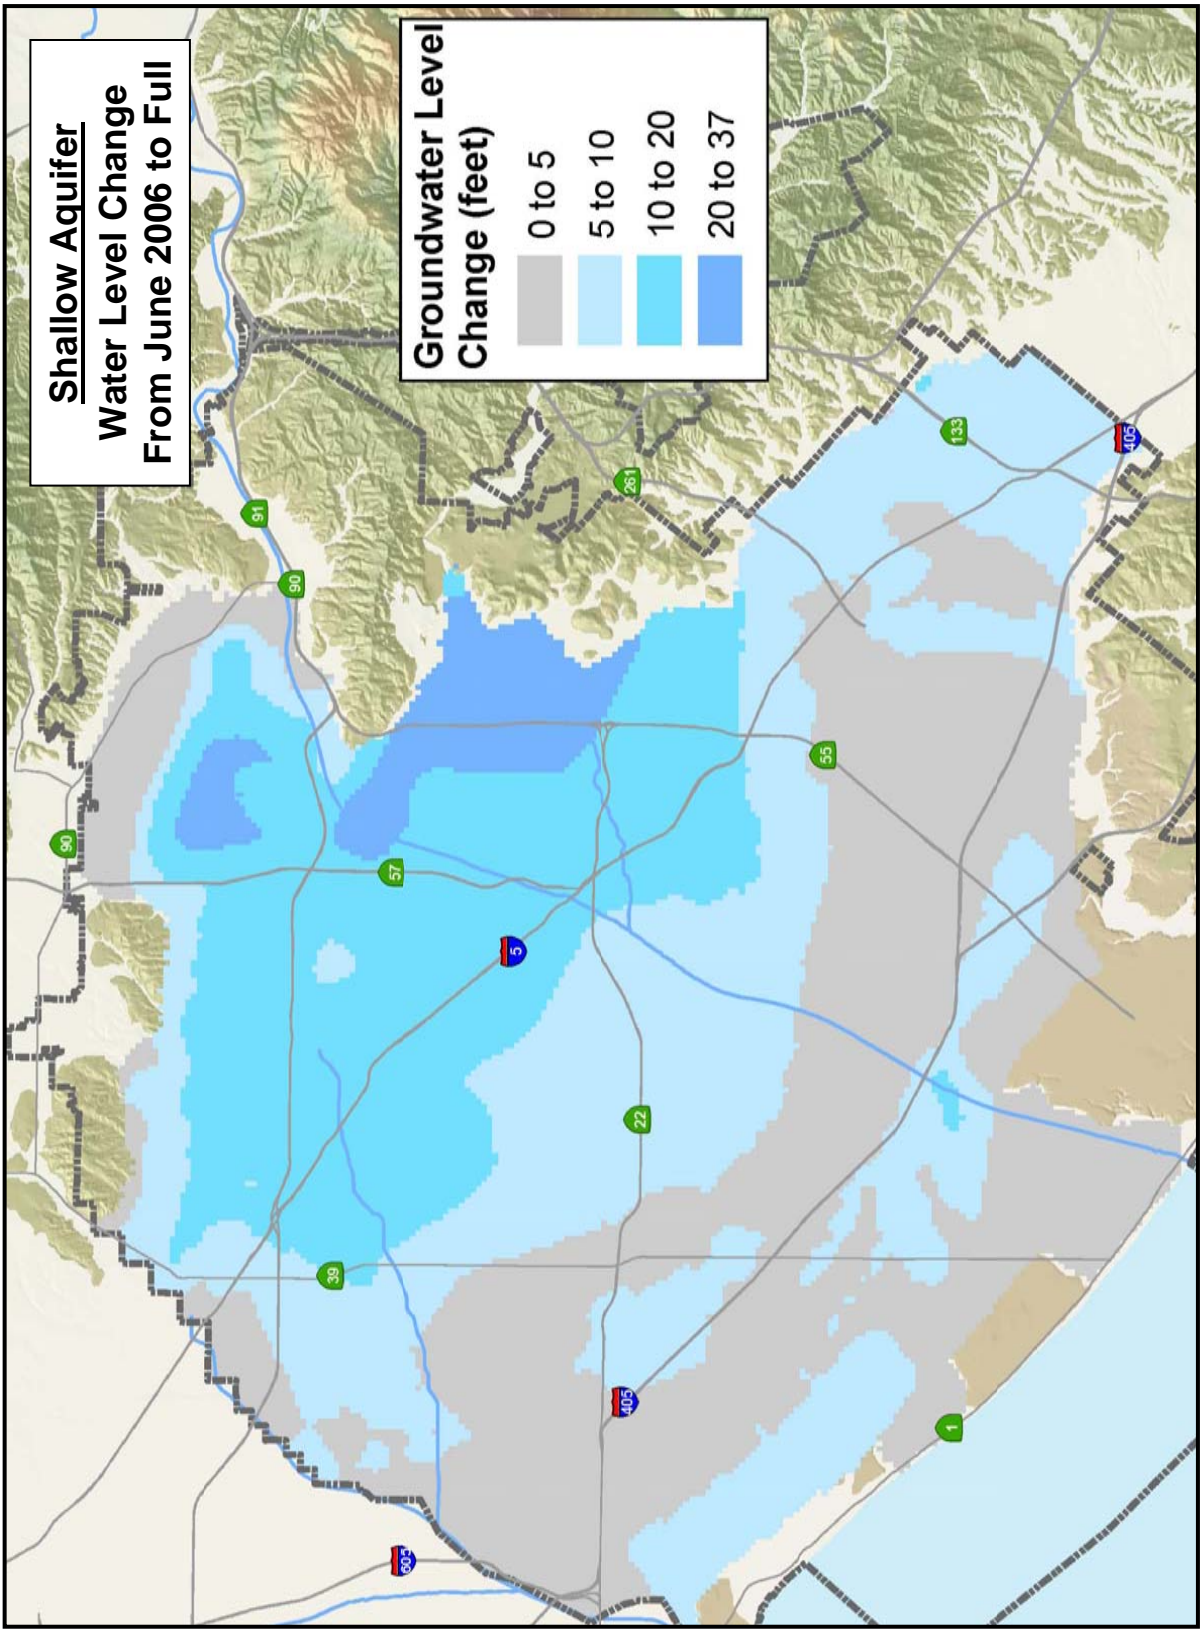 Shallow Aquifer
Water Level Change
From June 2006 to Full
Groundwater Level
Change (feet)
0 to 5
5 to 10
10 to 20
20 to 37
90
91
90
57
5
39
605
261
22
405
55
133
405
1